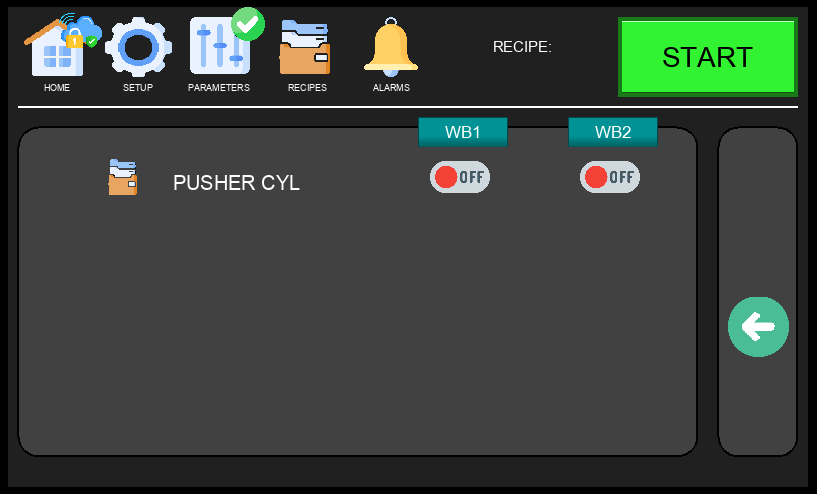 RECIPE:
START
HOME
SETUP
PARAMETERS
RECIPES
ALARMS
WB1
WB2
PUSHER CYL
OFF
OFF